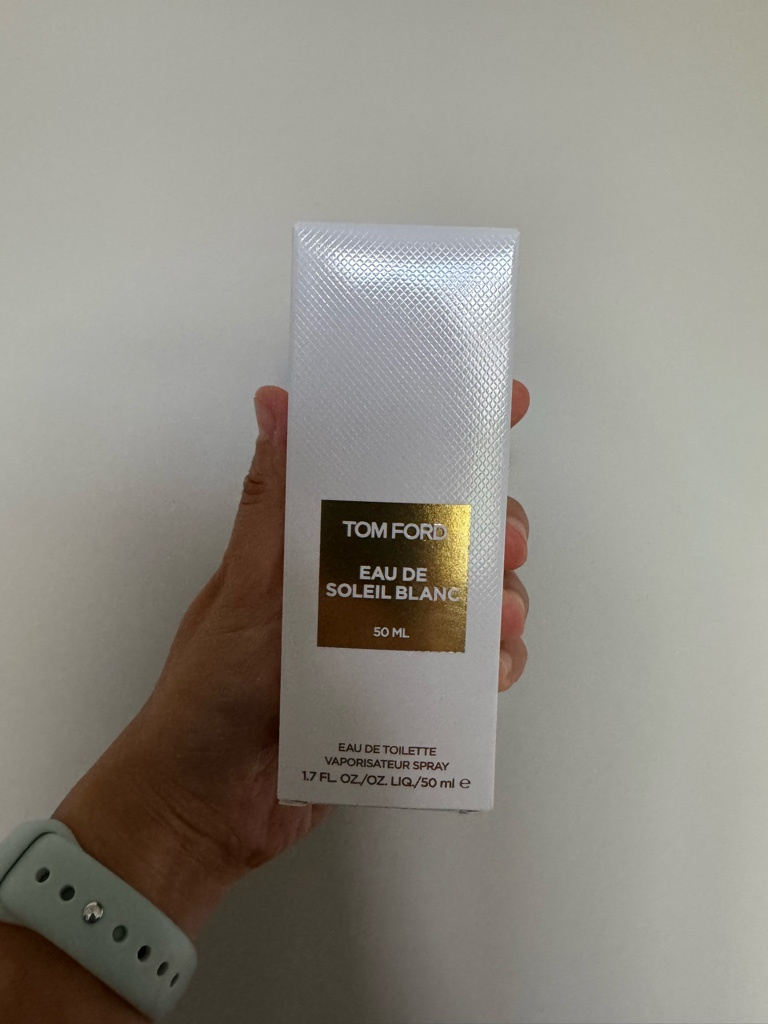 TOM FORD
EAU DE
SOLEIL BLANC
50 ML
EAU DE TOILETTE
VAPORISATEUR SPRAY
1.7 FL. OZ./OZ. LIQ./50 ml ℮